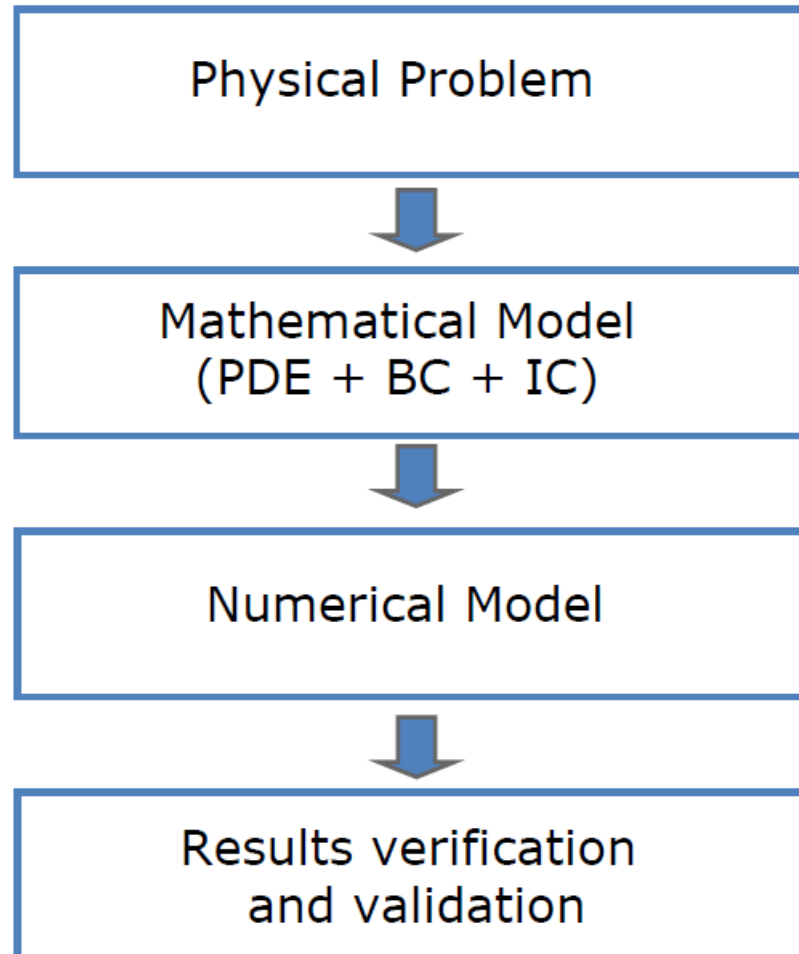 Physical Problem
Mathematical Model
(PDE + BC + IC)
Numerical Model
Results verification
and validation